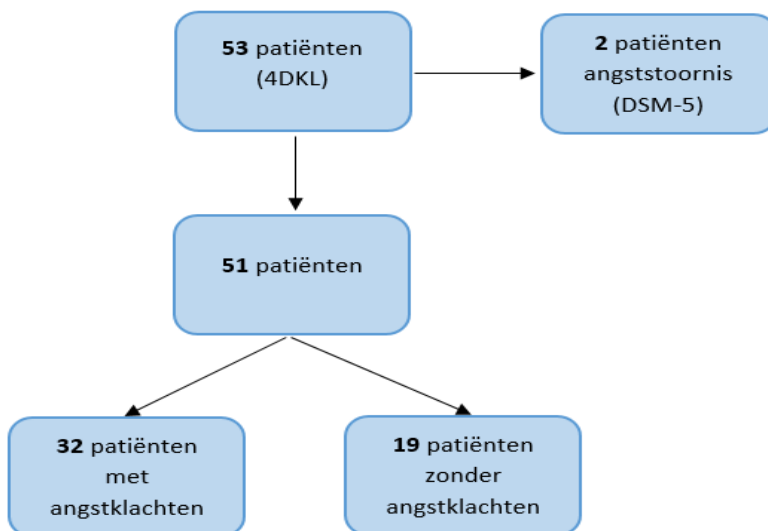 53 patiënten
(4DKL)
2 patiënten
angststoornis
(DSM-5)
51 patiënten
32 patiënten
met
angstklachten
19 patiënten
zonder
angstklachten